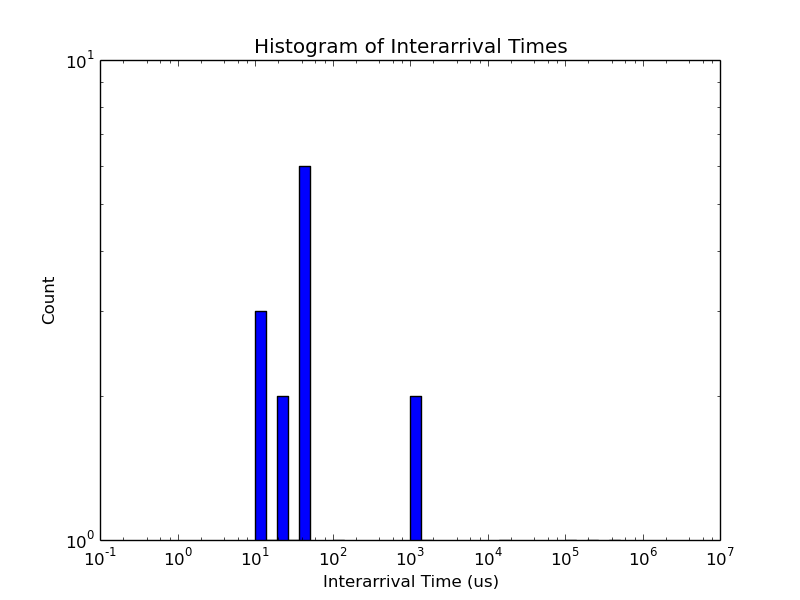 Histogram of Interarrival Times
10^1
Count
10^0
10^-1 10^0 10^1 10^2 10^3 10^4 10^5 10^6 10^7
Interarrival Time (us)